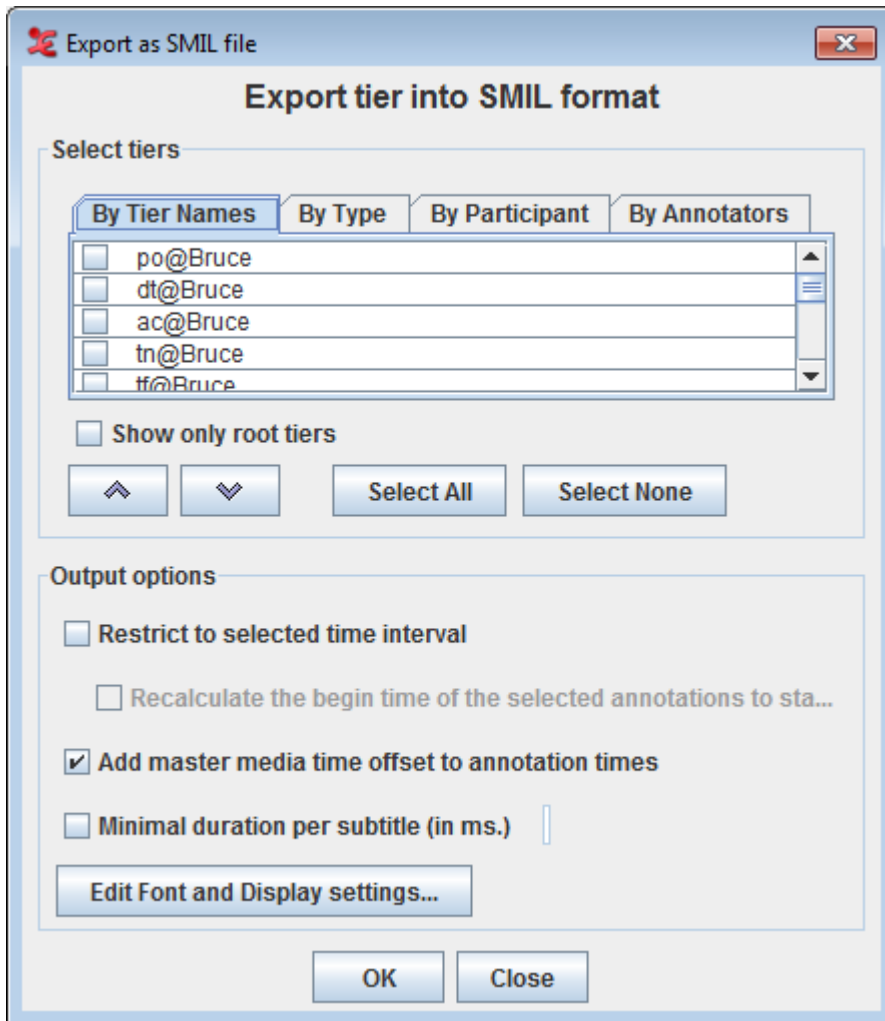 Export as SMIL file
Export tier into SMIL format
Select tiers
By Tier Names By Type By Participant By Annotators
po@Bruce
dt@Bruce
ac@Bruce
tn@Bruce
tf@Bruce
Show only root tiers
Select All Select None
Output options
Restrict to selected time interval
Recalculate the begin time of the selected annotations to sta...
Add master media time offset to annotation times
Minimal duration per subtitle (in ms.)
Edit Font and Display settings...
OK Close